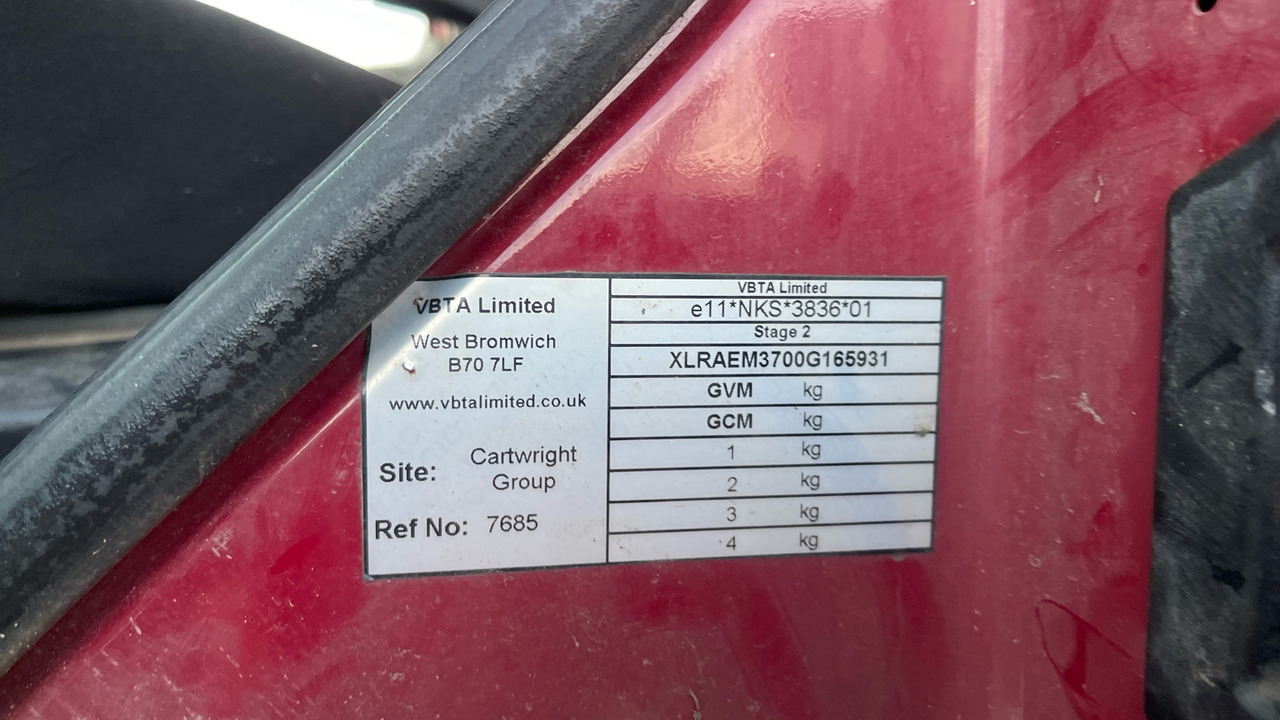 VBTA Limited
West Bromwich
B70 7LF
www.vbtalimited.co.uk
Site: Cartwright
Group
Ref No: 7685
VBTA Limited
e11*NKS*3836*01
Stage 2
XLRAEM3700G165931
GVM kg
GCM kg
1 kg
2 kg
3 kg
4 kg